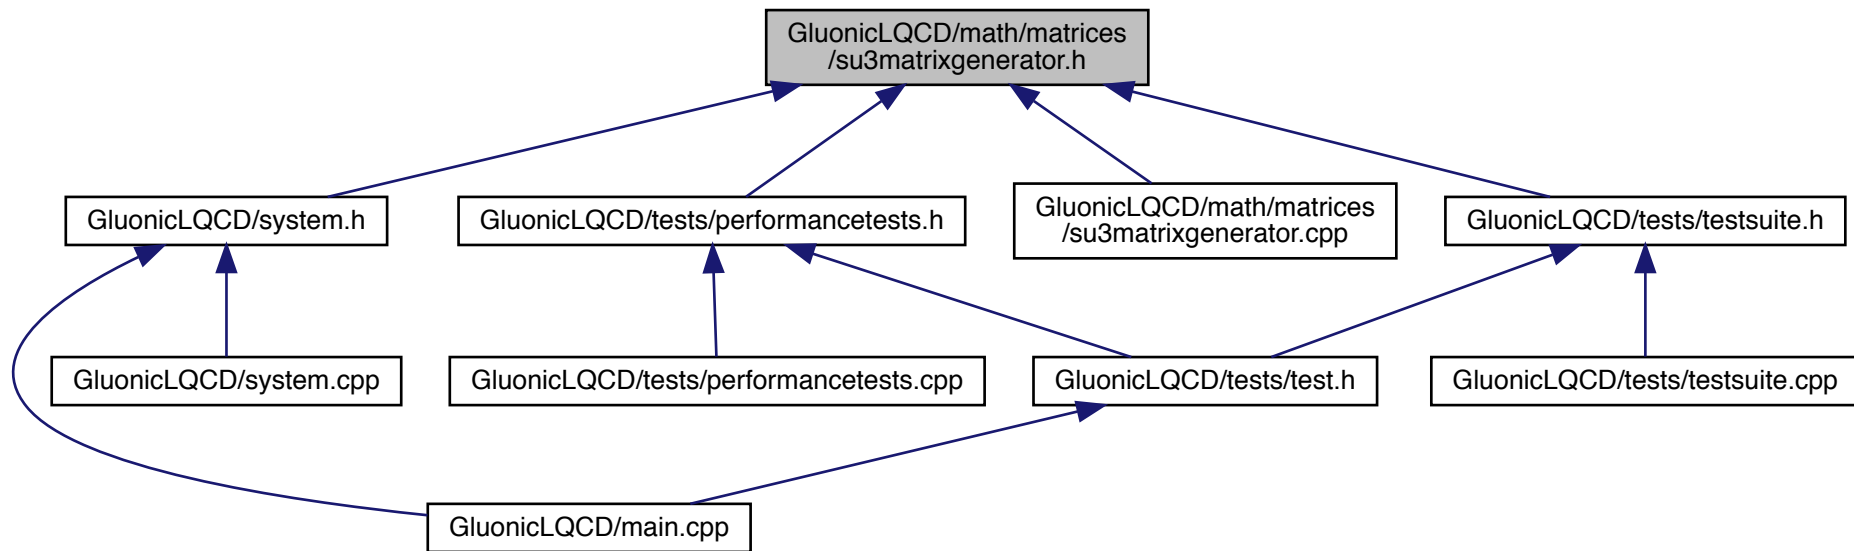 GluonicLQCD/math/matrices
/su3matrixgenerator.h
GluonicLQCD/system.h
GluonicLQCD/tests/performancetests.h
GluonicLQCD/math/matrices
/su3matrixgenerator.cpp
GluonicLQCD/tests/testsuite.h
GluonicLQCD/system.cpp
GluonicLQCD/tests/performancetests.cpp
GluonicLQCD/tests/test.h
GluonicLQCD/tests/testsuite.cpp
GluonicLQCD/main.cpp